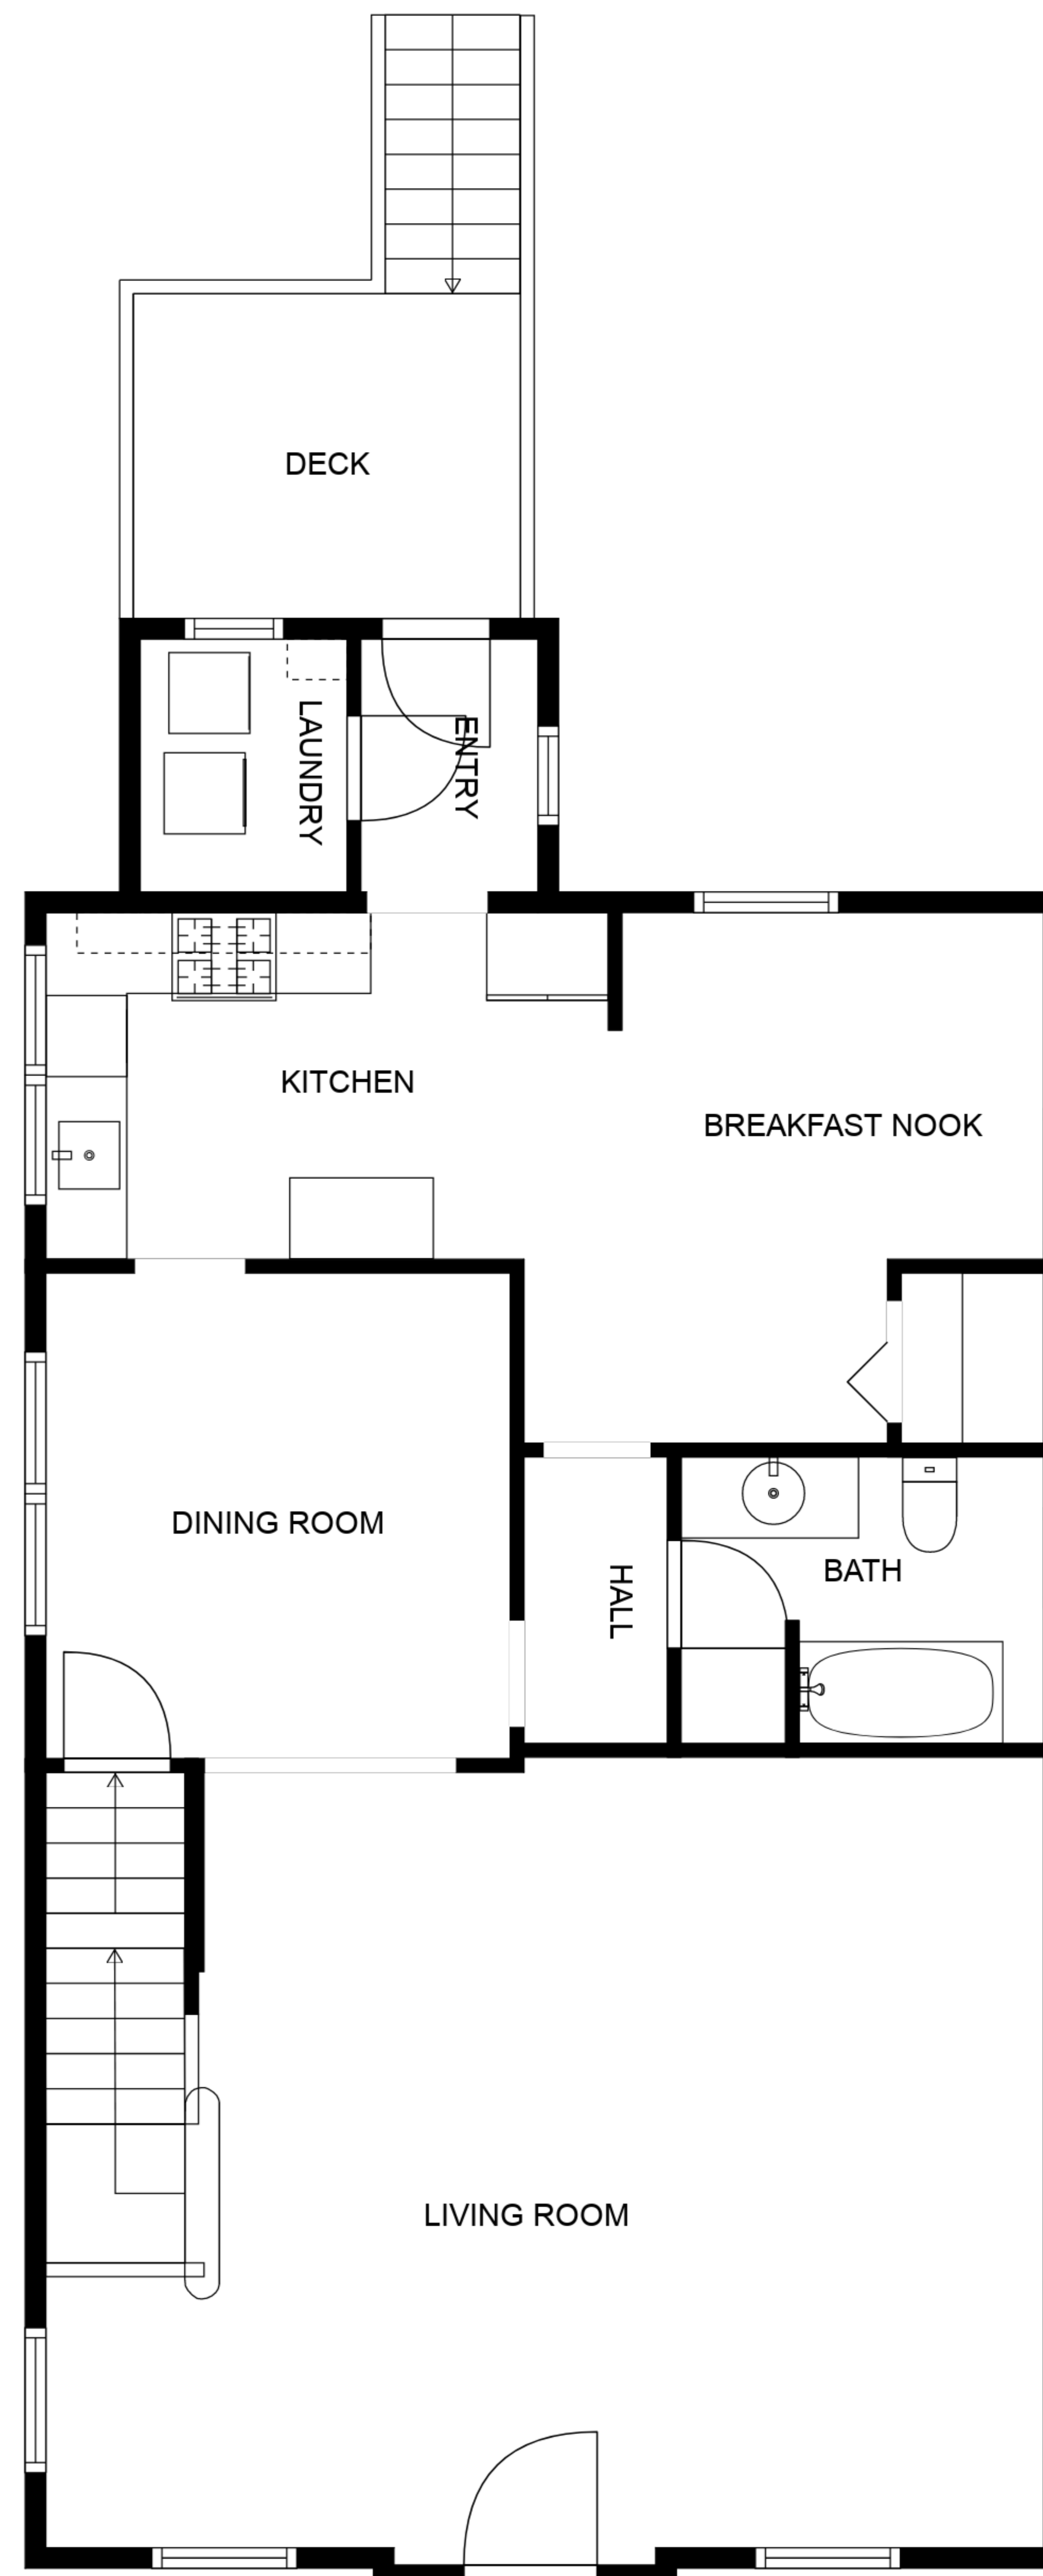 DECK
LAUNDRY
ENTRY
KITCHEN
BREAKFAST NOOK
DINING ROOM
HALL
BATH
LIVING ROOM